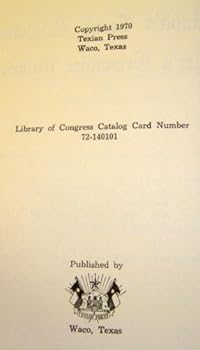 Copyright 1970
Texian Press
Waco, Texas
Library of Congress Catalog Card Number
72-140101
Published by
Waco, Texas